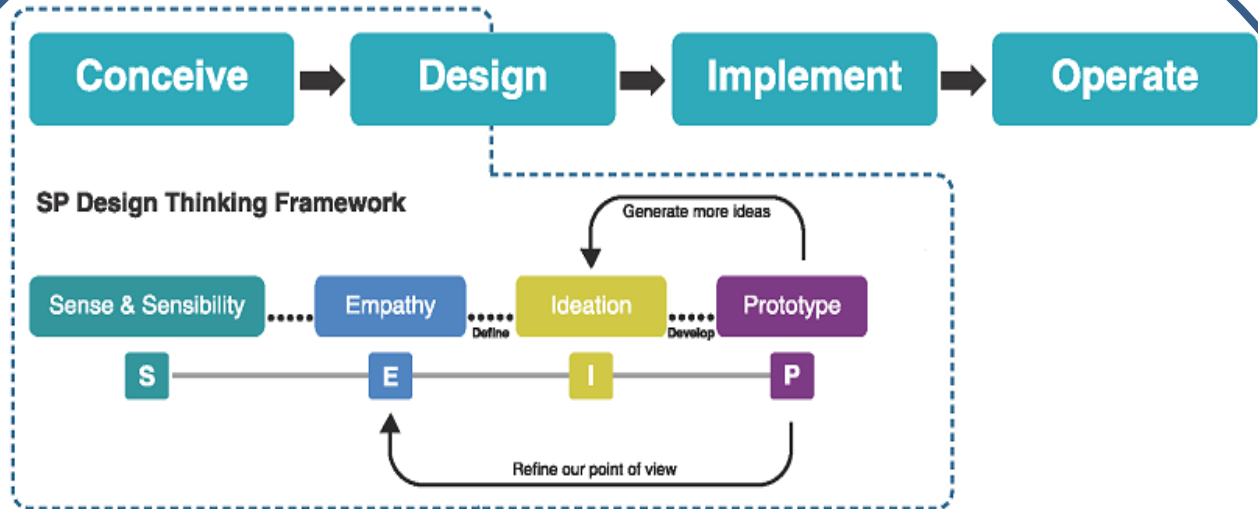 Conceive Design Implement Operate
SP Design Thinking Framework
Generate more ideas
Sense & Sensibility Empathy Ideation Prototype
Define Develop
S E I P
Refine our point of view